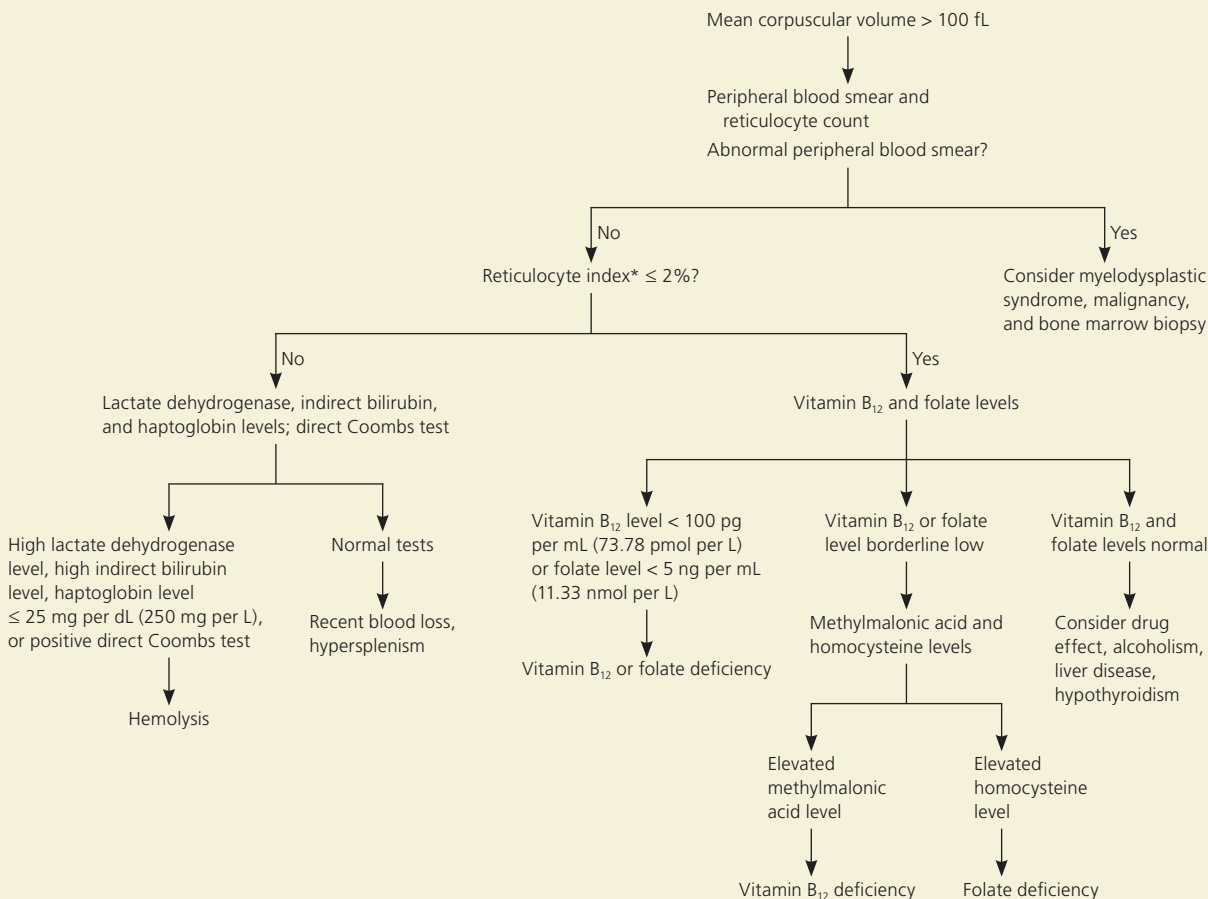 Mean corpuscular volume > 100 fL
Peripheral blood smear and
reticulocyte count
Abnormal peripheral blood smear?
No
Yes
Reticulocyte index* ≤ 2%?
Consider myelodysplastic
syndrome, malignancy,
and bone marrow biopsy
No
Yes
Lactate dehydrogenase, indirect bilirubin,
and haptoglobin levels; direct Coombs test
Vitamin B₁₂ and folate levels
High lactate dehydrogenase
level, high indirect bilirubin
level, haptoglobin level
≤ 25 mg per dL (250 mg per L),
or positive direct Coombs test
Normal tests
Vitamin B₁₂ level < 100 pg
per mL (73.78 pmol per L)
or folate level < 5 ng per mL
(11.33 nmol per L)
Vitamin B₁₂ or folate
level borderline low
Vitamin B₁₂ and
folate levels normal
Recent blood loss,
hypersplenism
Methylmalonic acid and
homocysteine levels
Consider drug
effect, alcoholism,
liver disease,
hypothyroidism
Vitamin B₁₂ or folate deficiency
Hemolysis
Elevated
methylmalonic
acid level
Elevated
homocysteine
level
Vitamin B₁₂ deficiency
Folate deficiency